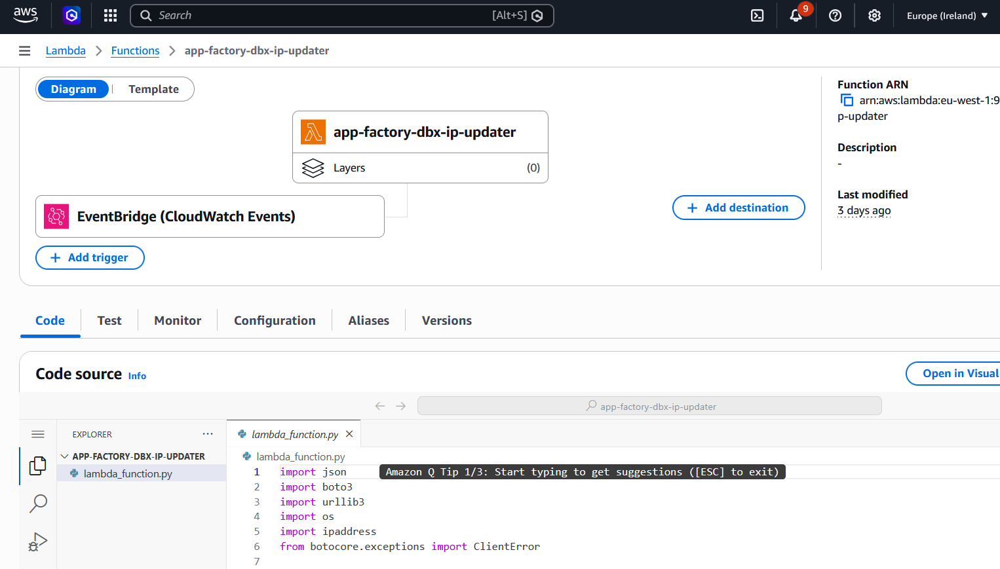 aws
Search
[Alt+S]
9
Europe (Ireland)
Lambda
Functions
app-factory-dbx-ip-updater
Diagram
Template
app-factory-dbx-ip-updater
Layers
(0)
EventBridge (CloudWatch Events)
+ Add trigger
+ Add destination
Function ARN
arn:aws:lambda:eu-west-1:9
p-updater
Description
-
Last modified
3 days ago
Code
Test
Monitor
Configuration
Aliases
Versions
Code source Info
Open in Visual
app-factory-dbx-ip-updater
EXPLORER
...
APP-FACTORY-DBX-IP-UPDATER
lambda_function.py
lambda_function.py
lambda_function.py
1 import json
Amazon Q Tip 1/3: Start typing to get suggestions ([ESC] to exit)
2 import boto3
3 import urllib3
4 import os
5 import ipaddress
6 from botocore.exceptions import ClientError
7